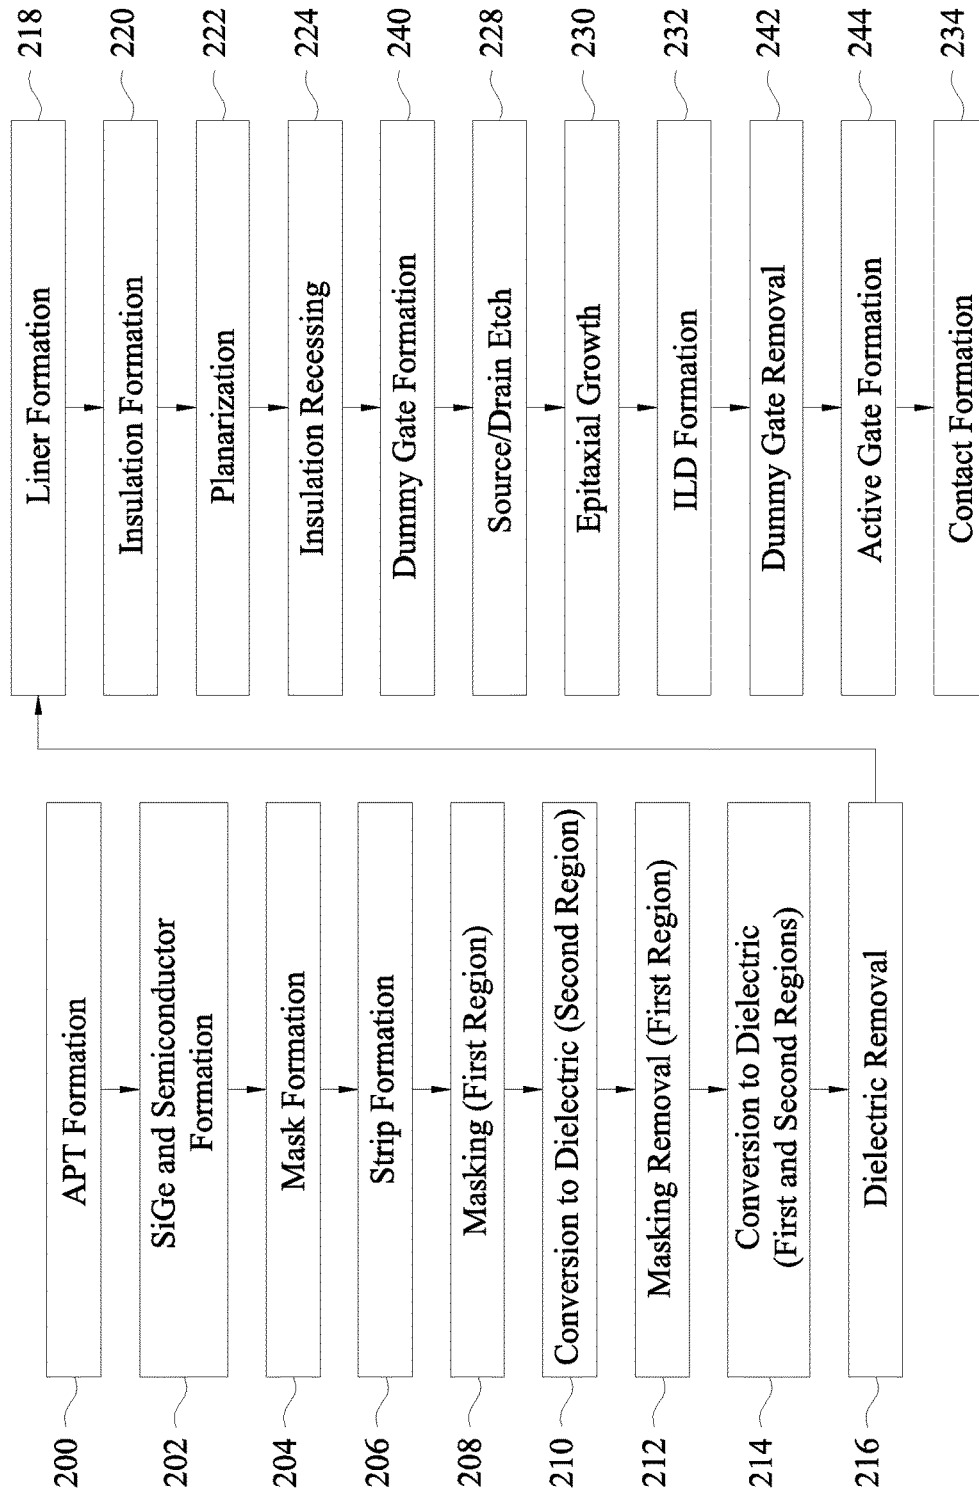 200
APT Formation
202
SiGe and Semiconductor
Formation
204
Mask Formation
206
Strip Formation
208
Masking (First Region)
210
Conversion to Dielectric (Second Region)
212
Masking Removal (First Region)
214
Conversion to Dielectric
(First and Second Regions)
216
Dielectric Removal
Liner Formation
218
Insulation Formation
220
Planarization
222
Insulation Recessing
224
Dummy Gate Formation
240
Source/Drain Etch
228
Epitaxial Growth
230
ILD Formation
232
Dummy Gate Removal
242
Active Gate Formation
244
Contact Formation
234